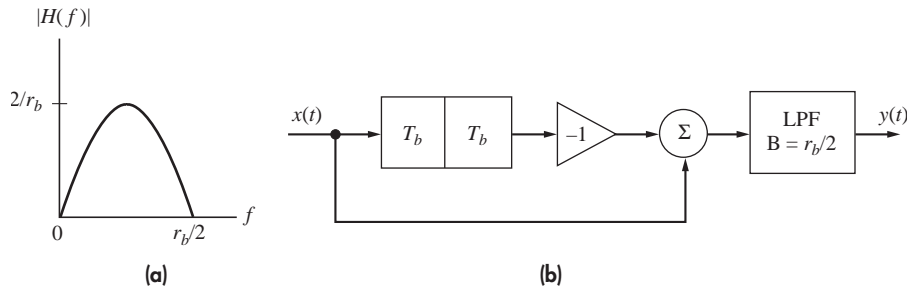 |H(f)|
2/r_b
0
r_b/2
f
(a)
x(t)
T_b
T_b
–1
Σ
LPF
B = r_b/2
y(t)
(b)